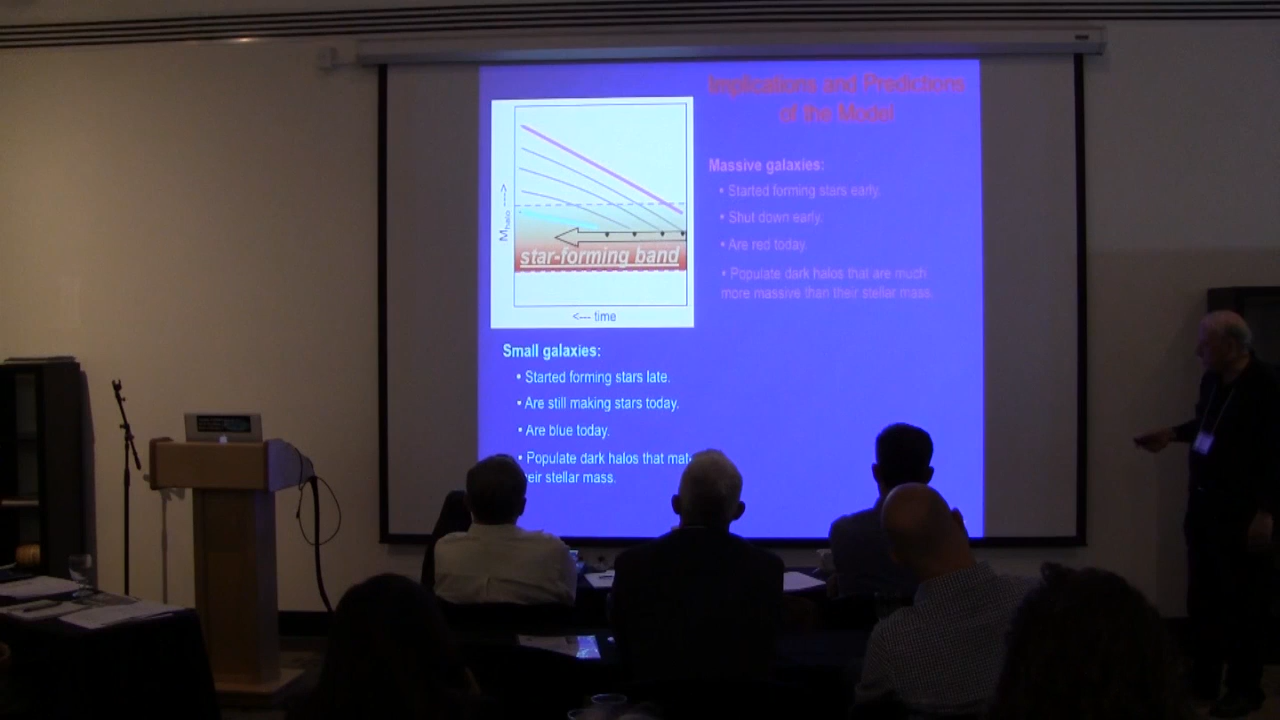 Implications and Predictions
of the Model
M halo --->
star-forming band
<--- time
Massive galaxies:
• Started forming stars early.
• Shut down early.
• Are red today.
• Populate dark halos that are much
more massive than their stellar mass.
Small galaxies:
• Started forming stars late.
• Are still making stars today.
• Are blue today.
• Populate dark halos that
stellar mass.